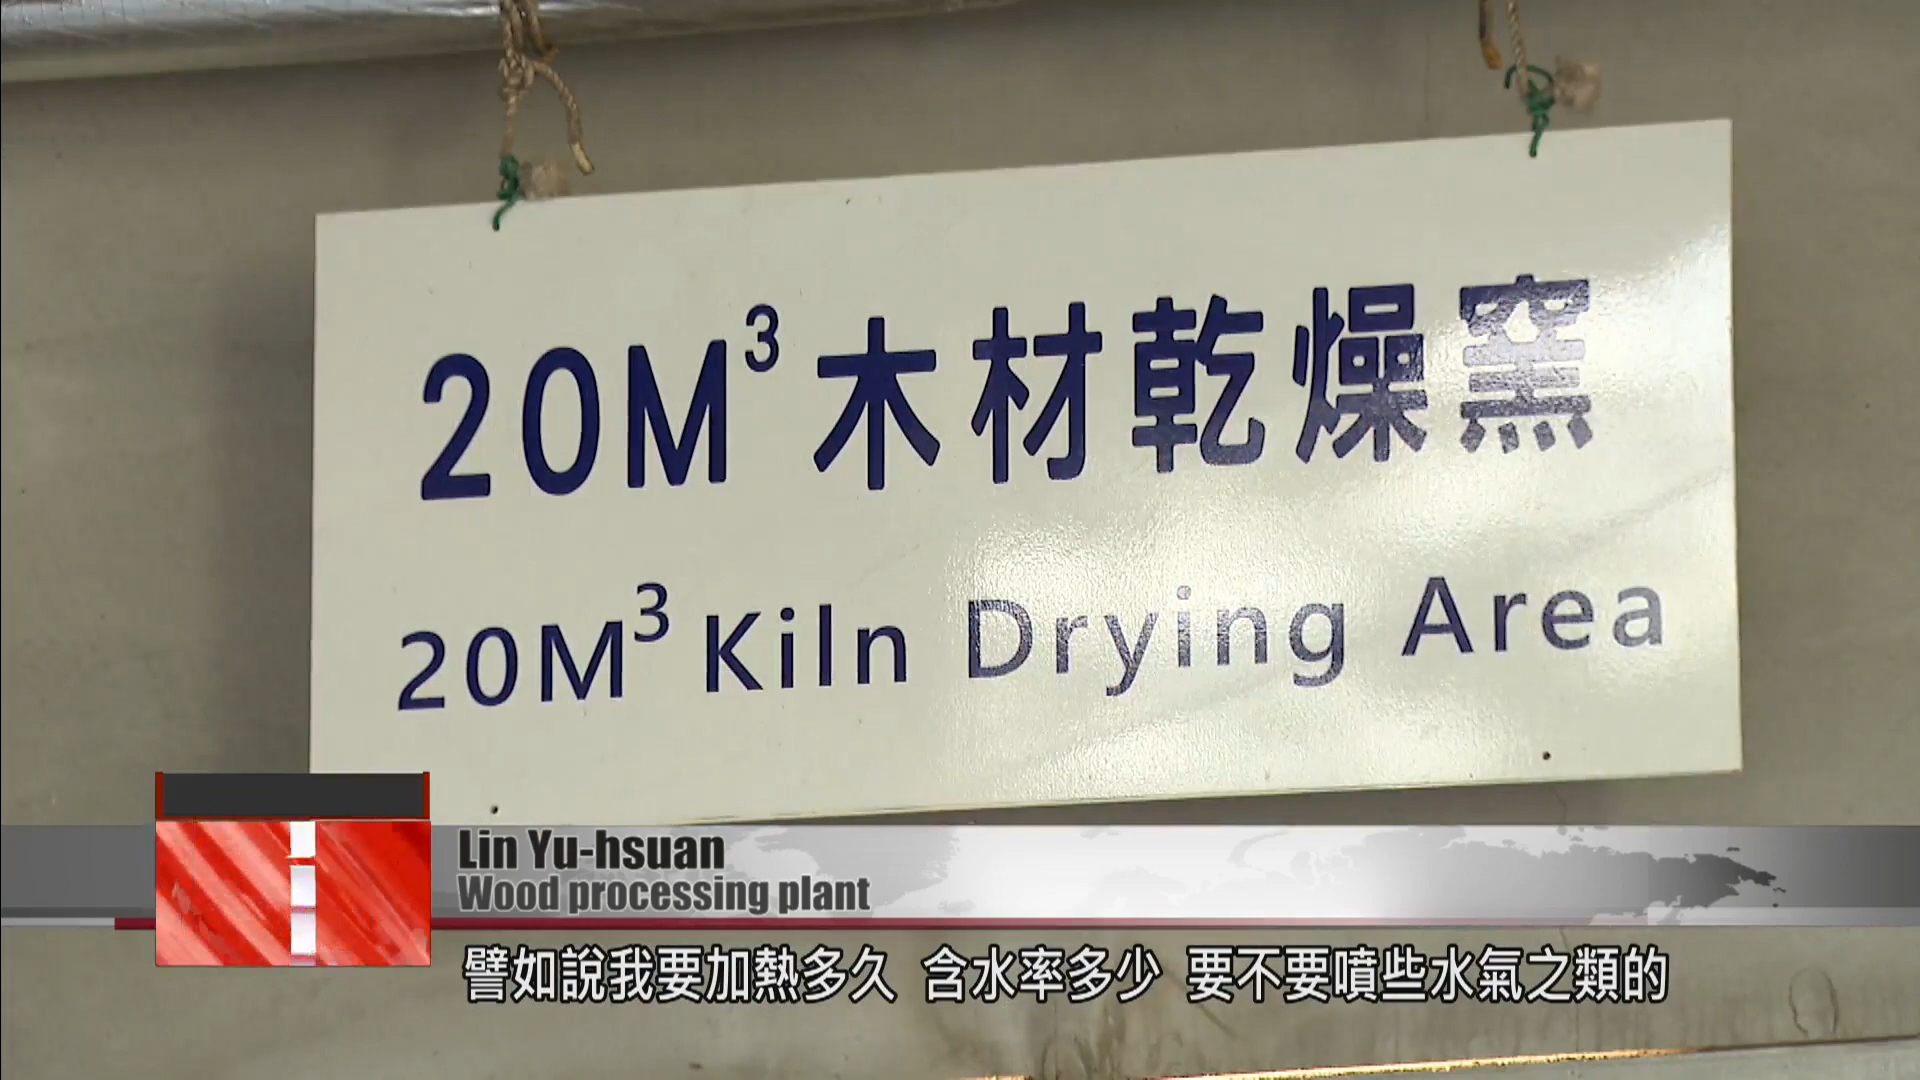 20M³木材乾燥窯
20M³ Kiln Drying Area
Lin Yu-hsuan
Wood processing plant
譬如說我要加熱多久 含水率多少 要不要噴些水氣之類的